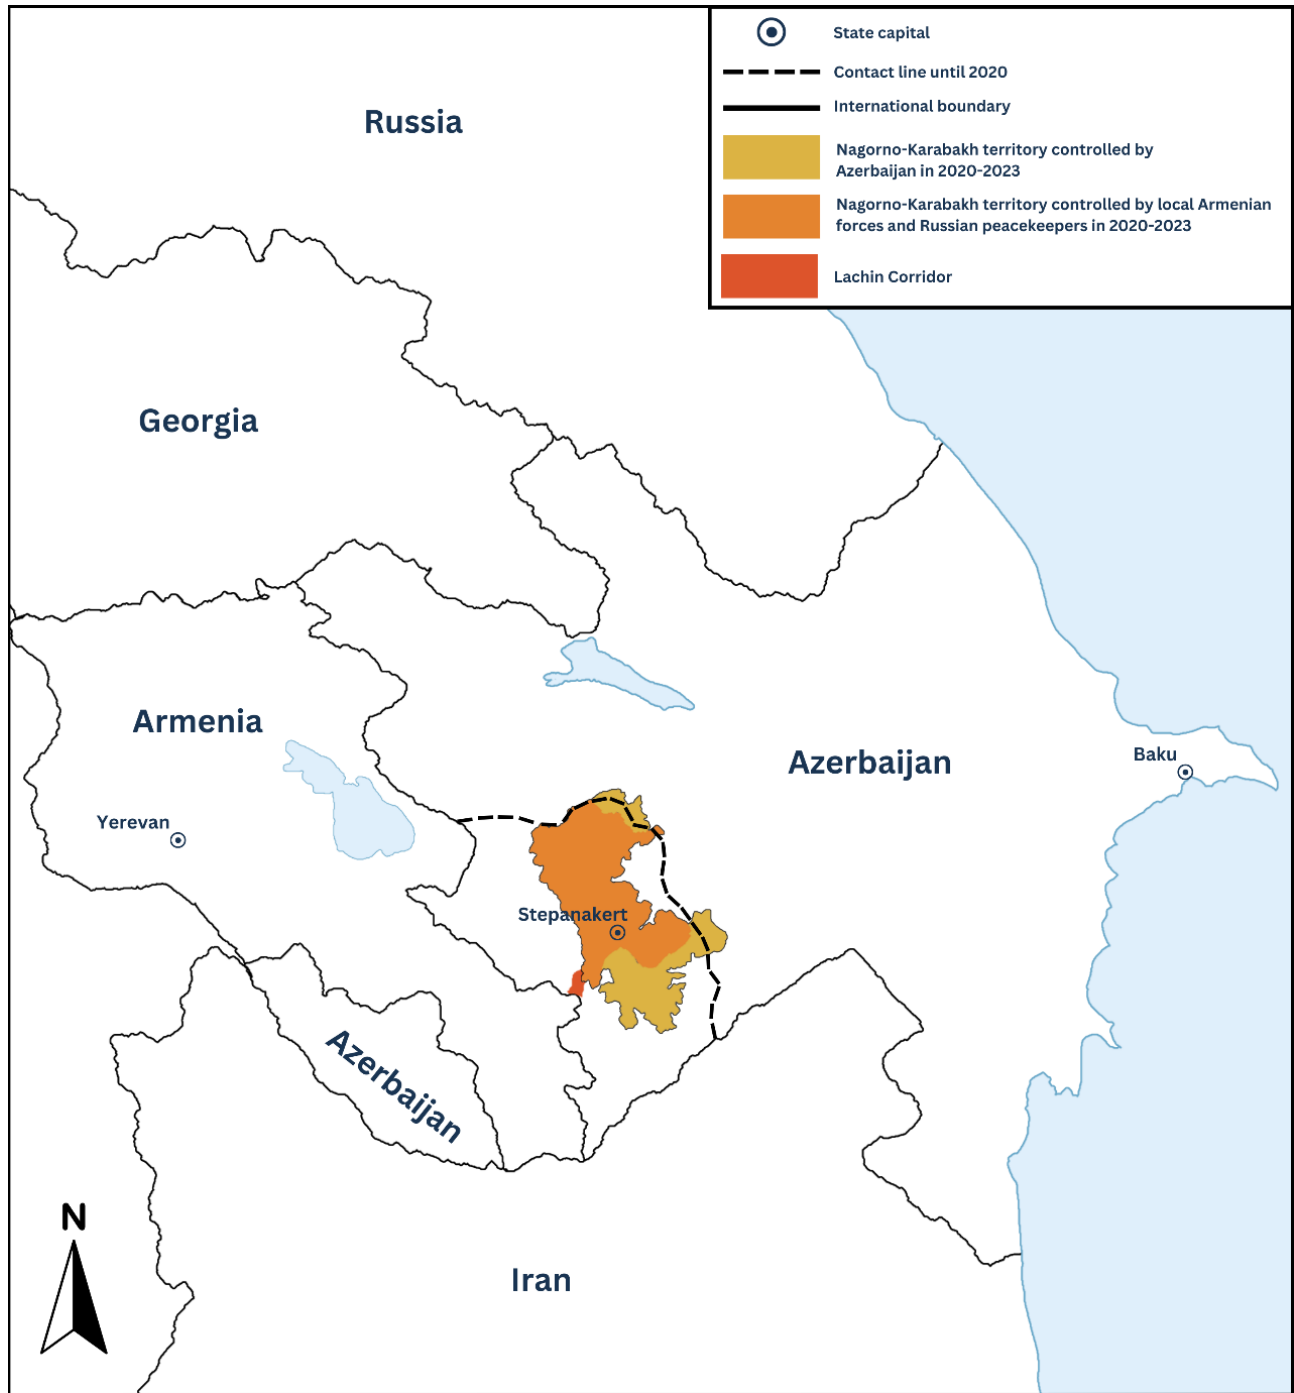 State capital
Contact line until 2020
International boundary
Nagorno-Karabakh territory controlled by
Azerbaijan in 2020-2023
Nagorno-Karabakh territory controlled by local Armenian
forces and Russian peacekeepers in 2020-2023
Lachin Corridor
Russia
Georgia
Armenia
Azerbaijan
Baku
Yerevan
Stepanakert
Azerbaijan
N
Iran